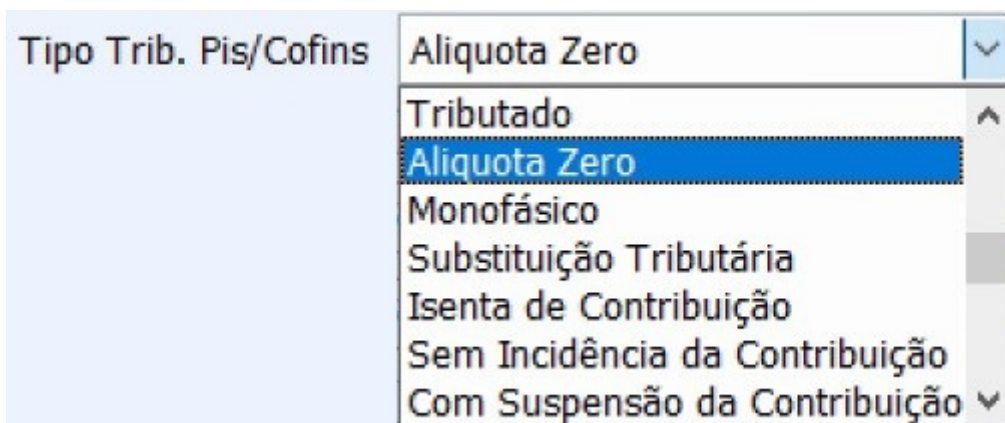 Tipo Trib. Pis/Cofins Aliquota Zero
Tributado
Aliquota Zero
Monofásico
Substituição Tributária
Isenta de Contribuição
Sem Incidência da Contribuição
Com Suspensão da Contribuição